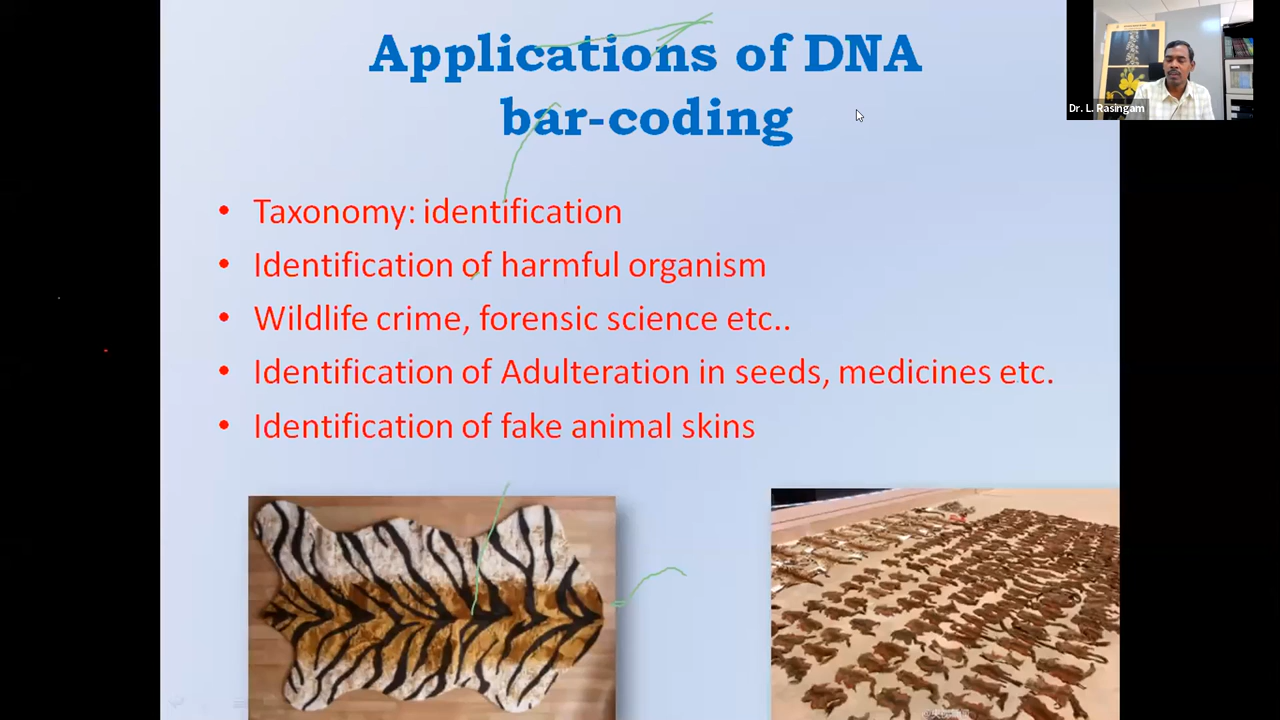 Applications of DNA
bar-coding
Dr. L. Rasingam
• Taxonomy: identification
• Identification of harmful organism
• Wildlife crime, forensic science etc..
• Identification of Adulteration in seeds, medicines etc.
• Identification of fake animal skins